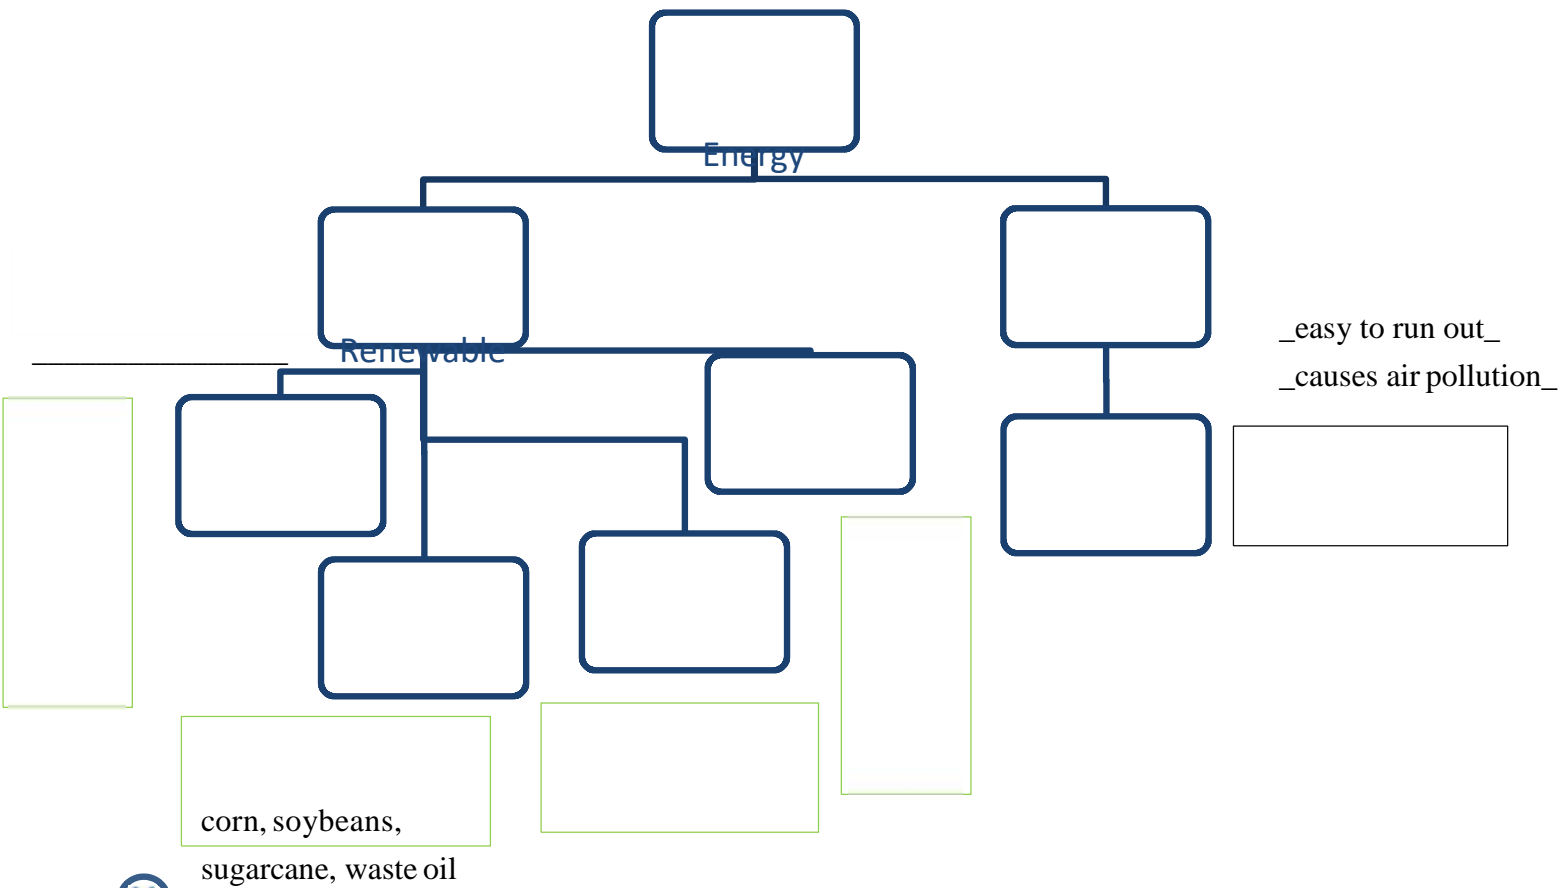 Energy
Renewable
_easy to run out_
_causes air pollution_
corn, soybeans,
sugarcane, waste oil